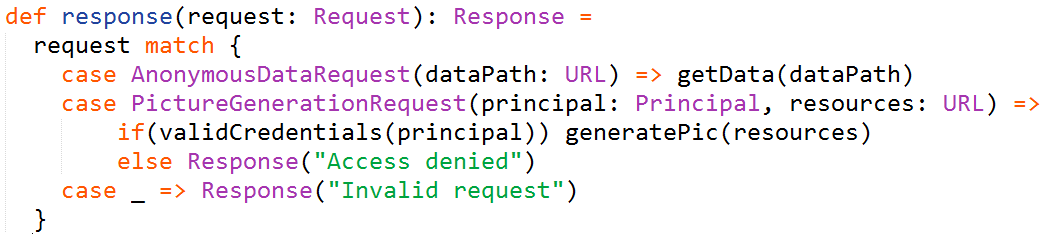 def response(request: Request): Response =
  request match {
    case AnonymousDataRequest(dataPath: URL) => getData(dataPath)
    case PictureGenerationRequest(principal: Principal, resources: URL) =>
        if(validCredentials(principal)) generatePic(resources)
        else Response("Access denied")
    case _ => Response("Invalid request")
  }